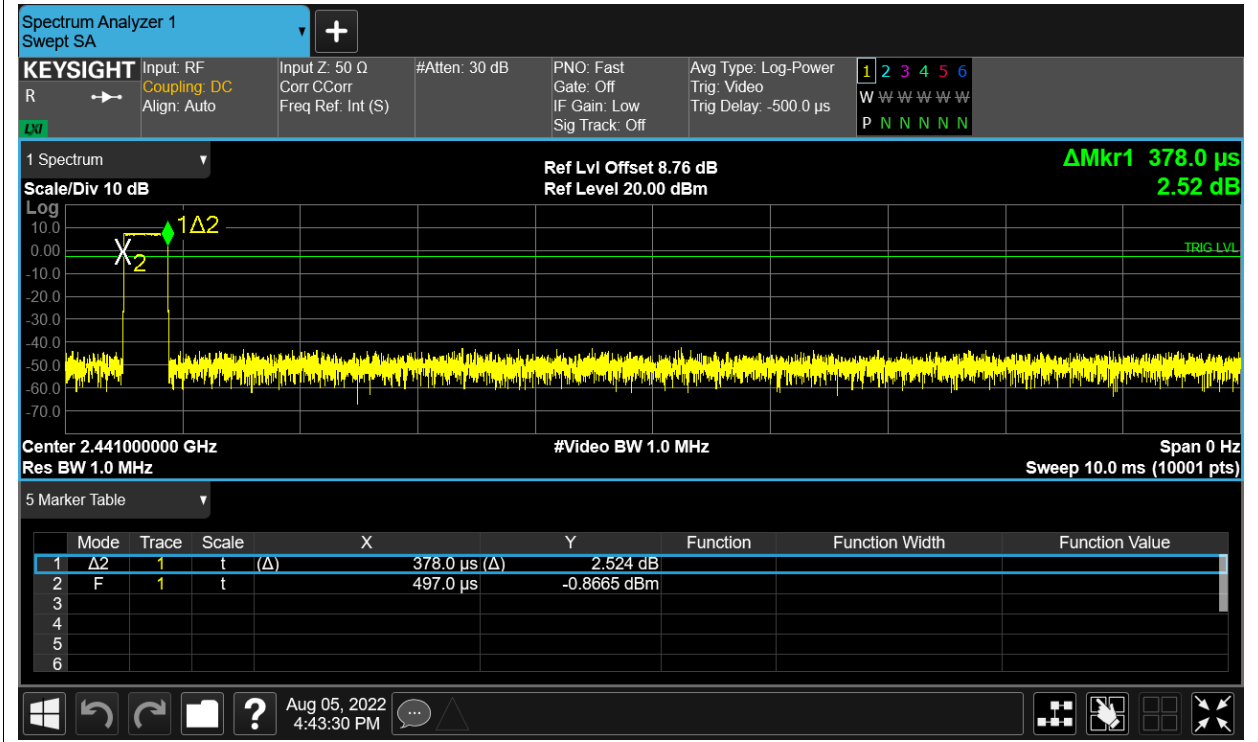 Spectrum Analyzer 1
Swept SA
KEYSIGHT Input: RF Input Z: 50 Ω #Atten: 30 dB PNO: Fast Avg Type: Log-Power 1 2 3 4 5 6
R Coupling: DC Corr CCorr Gate: Off Trig: Video W W W W W W
Align: Auto Freq Ref: Int (S) IF Gain: Low Trig Delay: -500.0 µs P N N N N N
LXI Sig Track: Off
1 Spectrum Ref Lvl Offset 8.76 dB ΔMkr1 378.0 µs
Scale/Div 10 dB Ref Level 20.00 dBm 2.52 dB
Log
10.0 1Δ2
0.00 X2 TRIG LVL
-10.0
-20.0
-30.0
-40.0
-50.0
-60.0
-70.0
Center 2.441000000 GHz #Video BW 1.0 MHz Span 0 Hz
Res BW 1.0 MHz Sweep 10.0 ms (10001 pts)
5 Marker Table
Mode Trace Scale X Y Function Function Width Function Value
1 Δ2 1 t (Δ) 378.0 µs (Δ) 2.524 dB
2 F 1 t 497.0 µs -0.8665 dBm
3
4
5
6
? Aug 05, 2022
4:43:30 PM